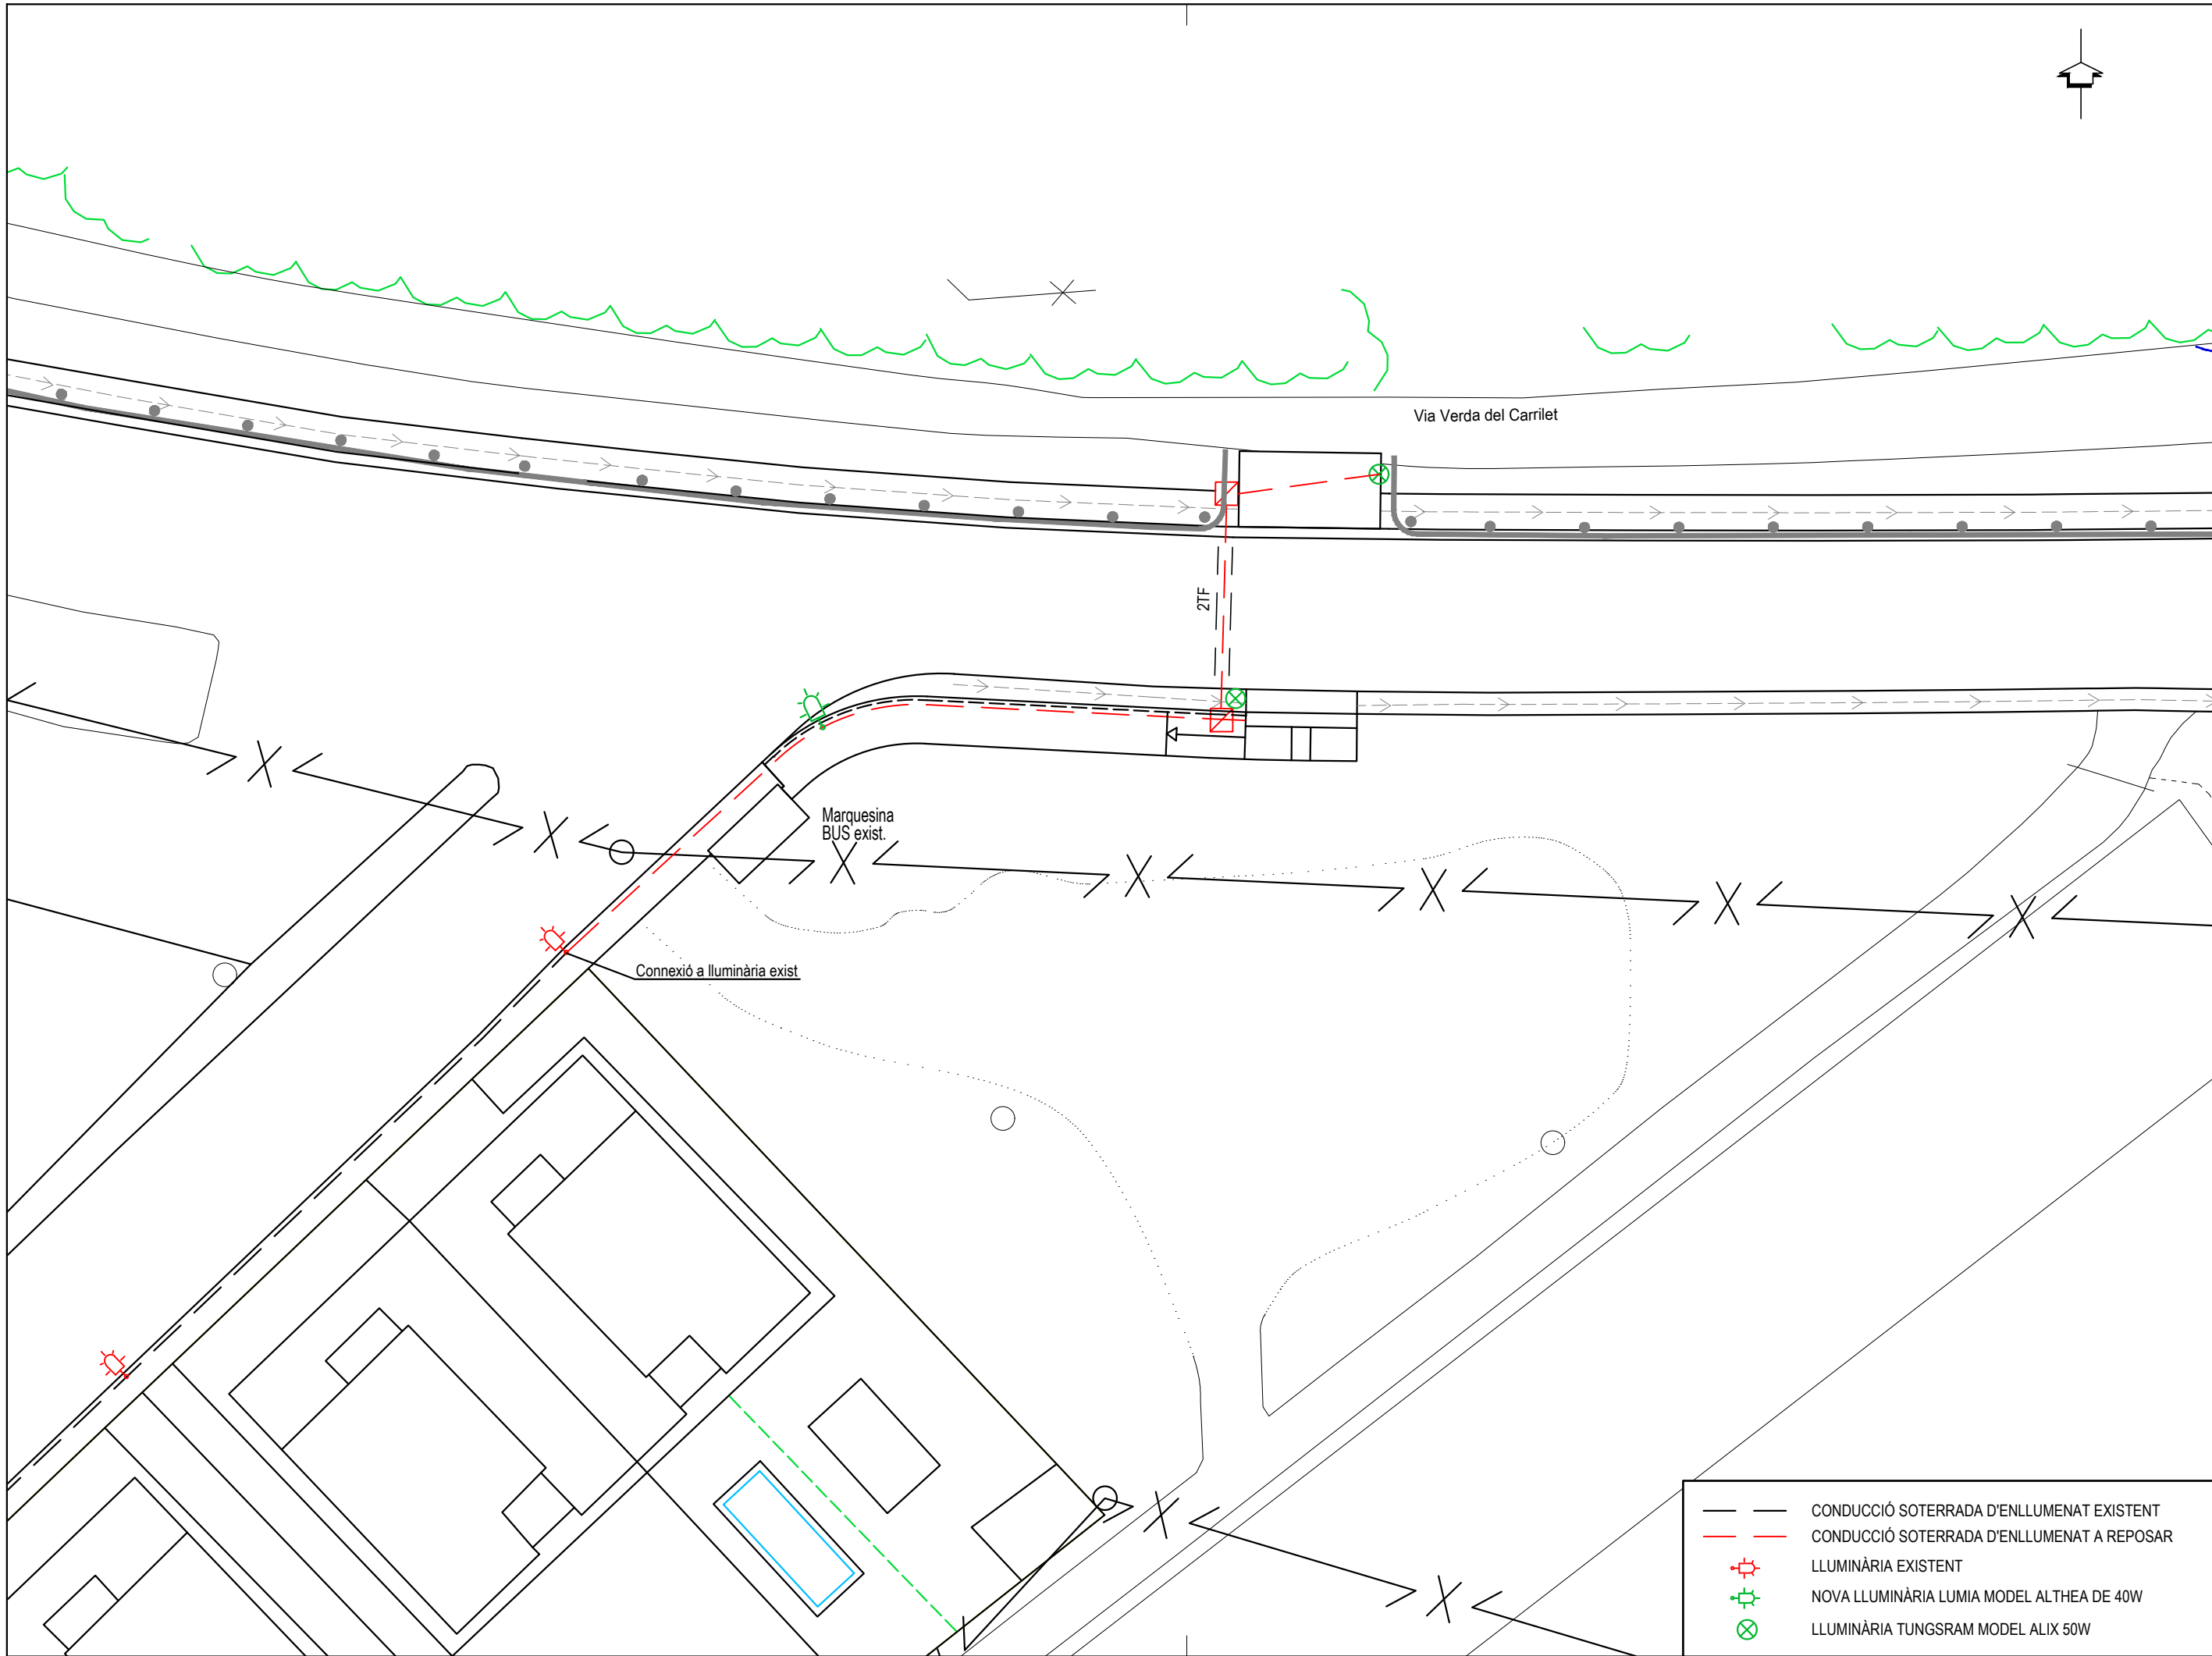 Via Verda del Carrilet
2TF
Marquesina
BUS exist.
Connexió a lluminària exist
CONDUCCIÓ SOTERRADA D'ENLLUMENAT EXISTENT
CONDUCCIÓ SOTERRADA D'ENLLUMENAT A REPOSAR
LLUMINÀRIA EXISTENT
NOVA LLUMINÀRIA LUMIA MODEL ALTHEA DE 40W
LLUMINÀRIA TUNGSRAM MODEL ALIX 50W